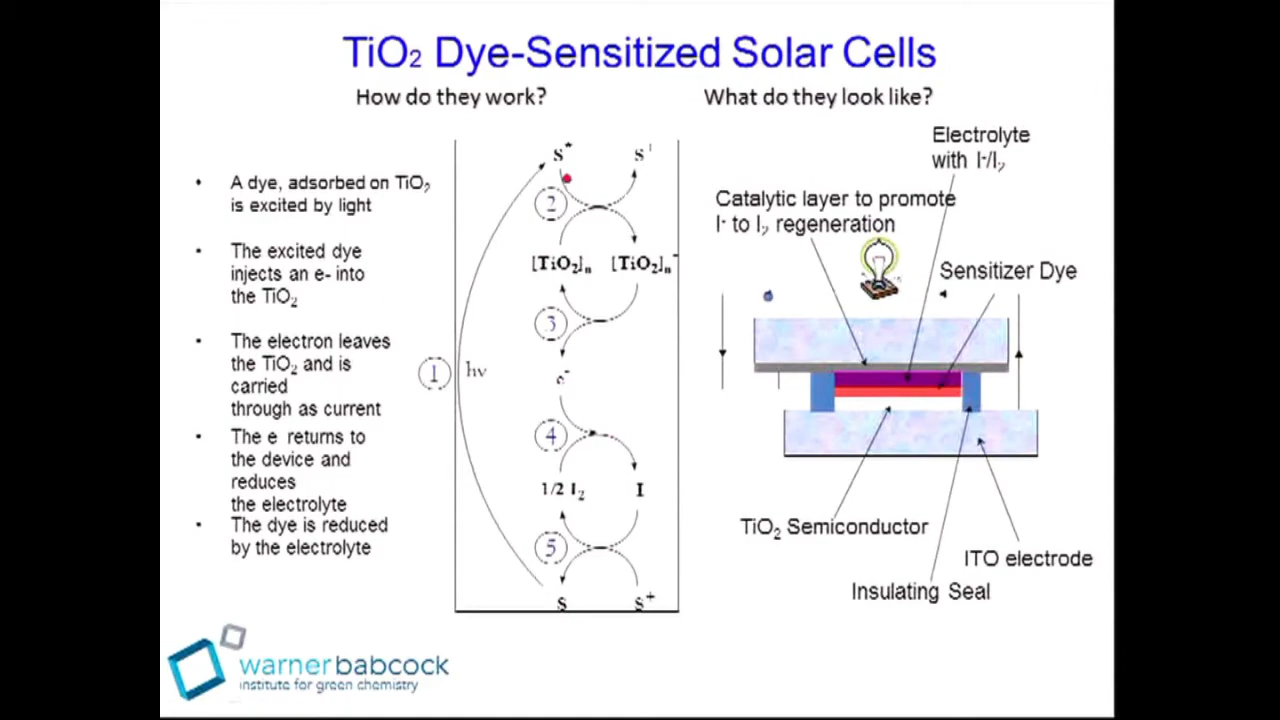 TiO₂ Dye-Sensitized Solar Cells
How do they work?
What do they look like?
• A dye, adsorbed on TiO₂
is excited by light
• The excited dye
injects an e- into
the TiO₂
• The electron leaves
the TiO₂ and is
carried
through as current
• The e returns to
the device and
reduces
the electrolyte
• The dye is reduced
by the electrolyte
S* S⁺
2
[TiO₂]ₙ [TiO₂]ₙ⁻
3
1 hν
e⁻
4
1/2 I₂ I
5
S S⁺
Electrolyte
with I⁻/I₂
Catalytic layer to promote
I⁻ to I₂ regeneration
Sensitizer Dye
TiO₂ Semiconductor
ITO electrode
Insulating Seal
warnerbabcock
institute for green chemistry